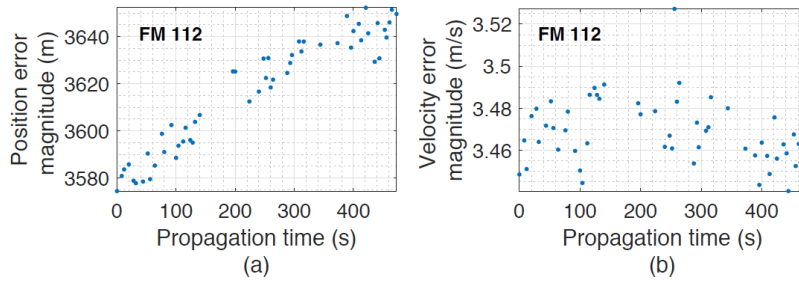 FM 112
Position error
magnitude (m)
3640
3620
3600
3580
0 100 200 300 400
Propagation time (s)
(a)
FM 112
Velocity error
magnitude (m/s)
3.52
3.5
3.48
3.46
0 100 200 300 400
Propagation time (s)
(b)